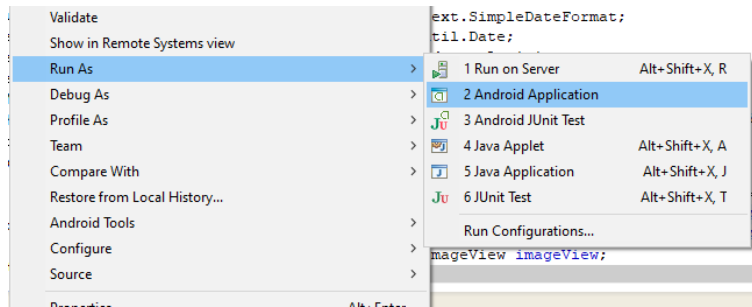 Validate
ext.SimpleDateFormat;
Show in Remote Systems view
til.Date;
Run As
1 Run on Server Alt+Shift+X, R
Debug As
2 Android Application
Profile As
3 Android JUnit Test
Team
4 Java Applet Alt+Shift+X, A
Compare With
5 Java Application Alt+Shift+X, J
Restore from Local History...
6 JUnit Test Alt+Shift+X, T
Android Tools
Run Configurations...
Configure
mageView imageView;
Source
Properties Alt+Enter